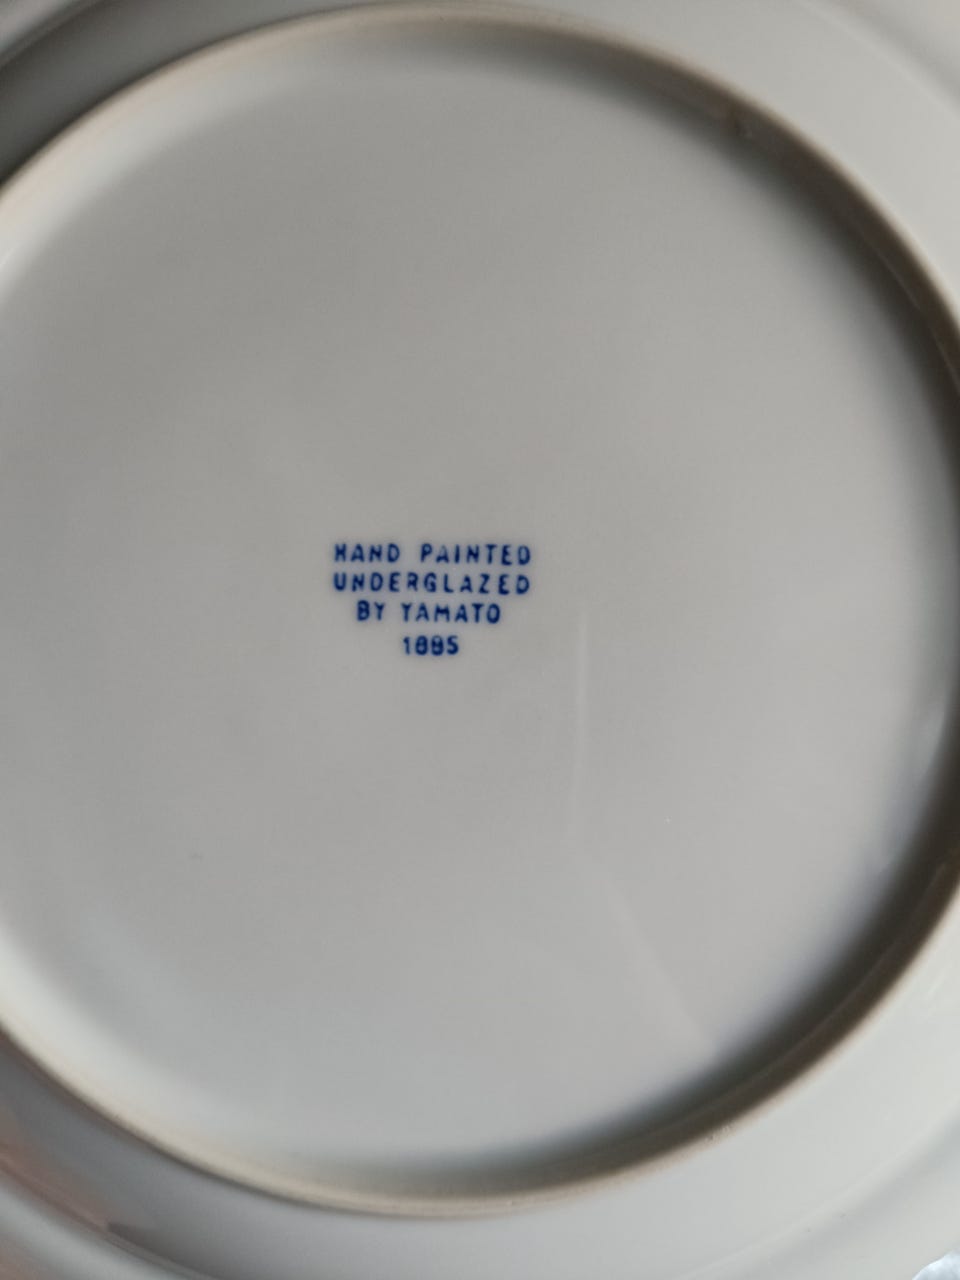 HAND PAINTED
UNDERGLAZED
BY YAMATO
1885